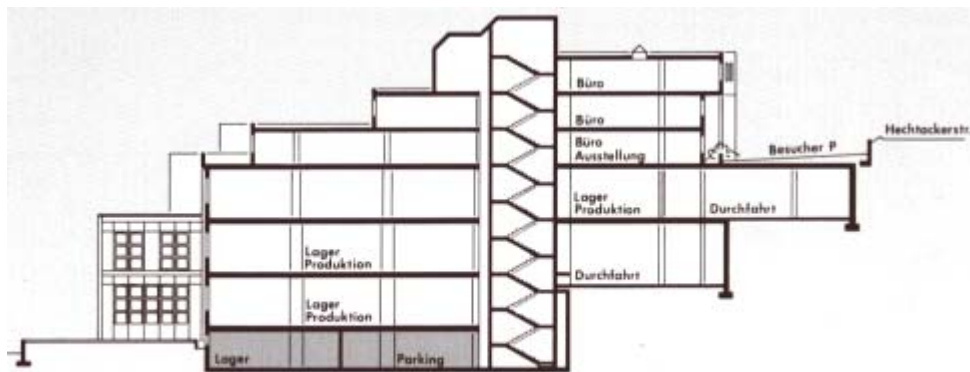 Büro
Büro
Büro
Ausstellung
Besucher P
Hechtackerstr.
Lager
Produktion
Durchfahrt
Lager
Produktion
Durchfahrt
Lager
Produktion
Lager
Parking